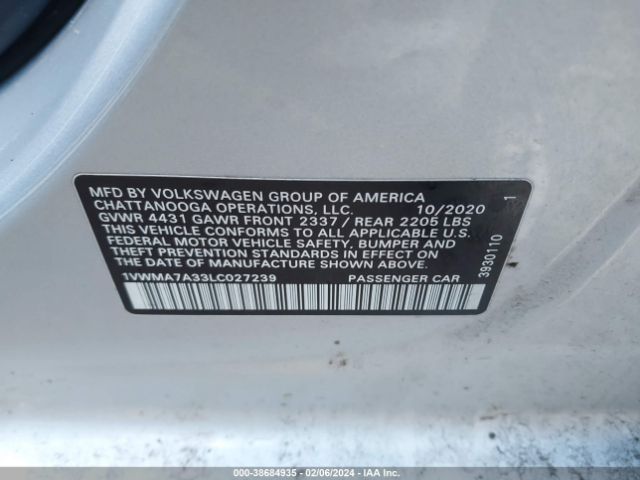 MFD BY VOLKSWAGEN GROUP OF AMERICA
CHATTANOOGA OPERATIONS, LLC. 10/2020
GVWR 4431 GAWR FRONT 2337 / REAR 2205 LBS
THIS VEHICLE CONFORMS TO ALL APPLICABLE U.S.
FEDERAL MOTOR VEHICLE SAFETY, BUMPER AND
THEFT PREVENTION STANDARDS IN EFFECT ON
THE DATE OF MANUFACTURE SHOWN ABOVE.
1VWMA7A33LC027239 PASSENGER CAR
3930110 1
000-38684935 - 02/06/2024 - IAA Inc.